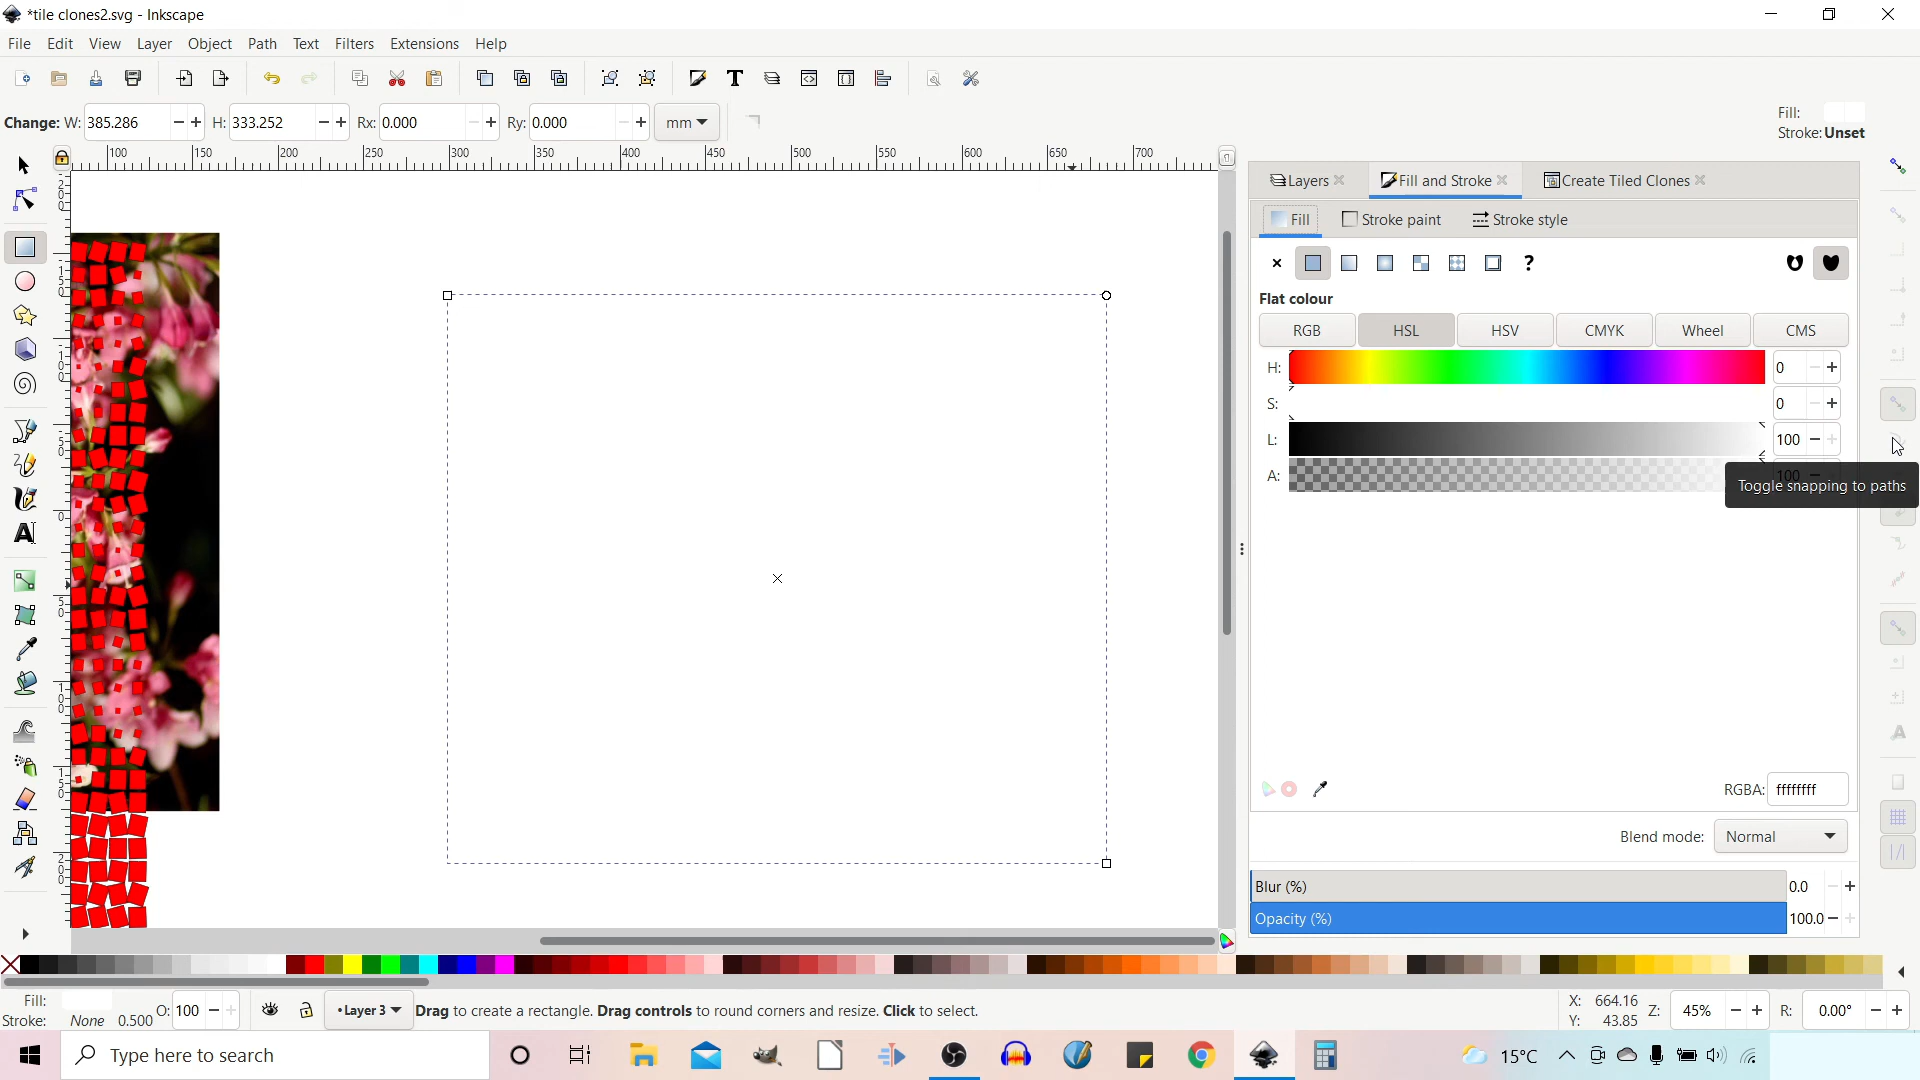 *tile clones2.svg - Inkscape
File Edit View Layer Object Path Text Filters Extensions Help
Change: W: 385.286 H: 333.252 Rx: 0.000 Ry: 0.000 mm
Fill:
Stroke: Unset
100 150 200 250 300 350 400 450 500 550 600 650 700
Layers Fill and Stroke Create Tiled Clones
Fill Stroke paint Stroke style
?
Flat colour
RGB HSL HSV CMYK Wheel CMS
H: 0
S: 0
L: 100
A: 100
Toggle snapping to paths
RGBA: ffffffff
Blend mode: Normal
Blur (%) 0.0
Opacity (%) 100.0
Fill: O: 100 •Layer 3 Drag to create a rectangle. Drag controls to round corners and resize. Click to select. X: 664.16 Z: 45% R: 0.00°
Stroke: None 0.500 Y: 43.85
Type here to search 15°C